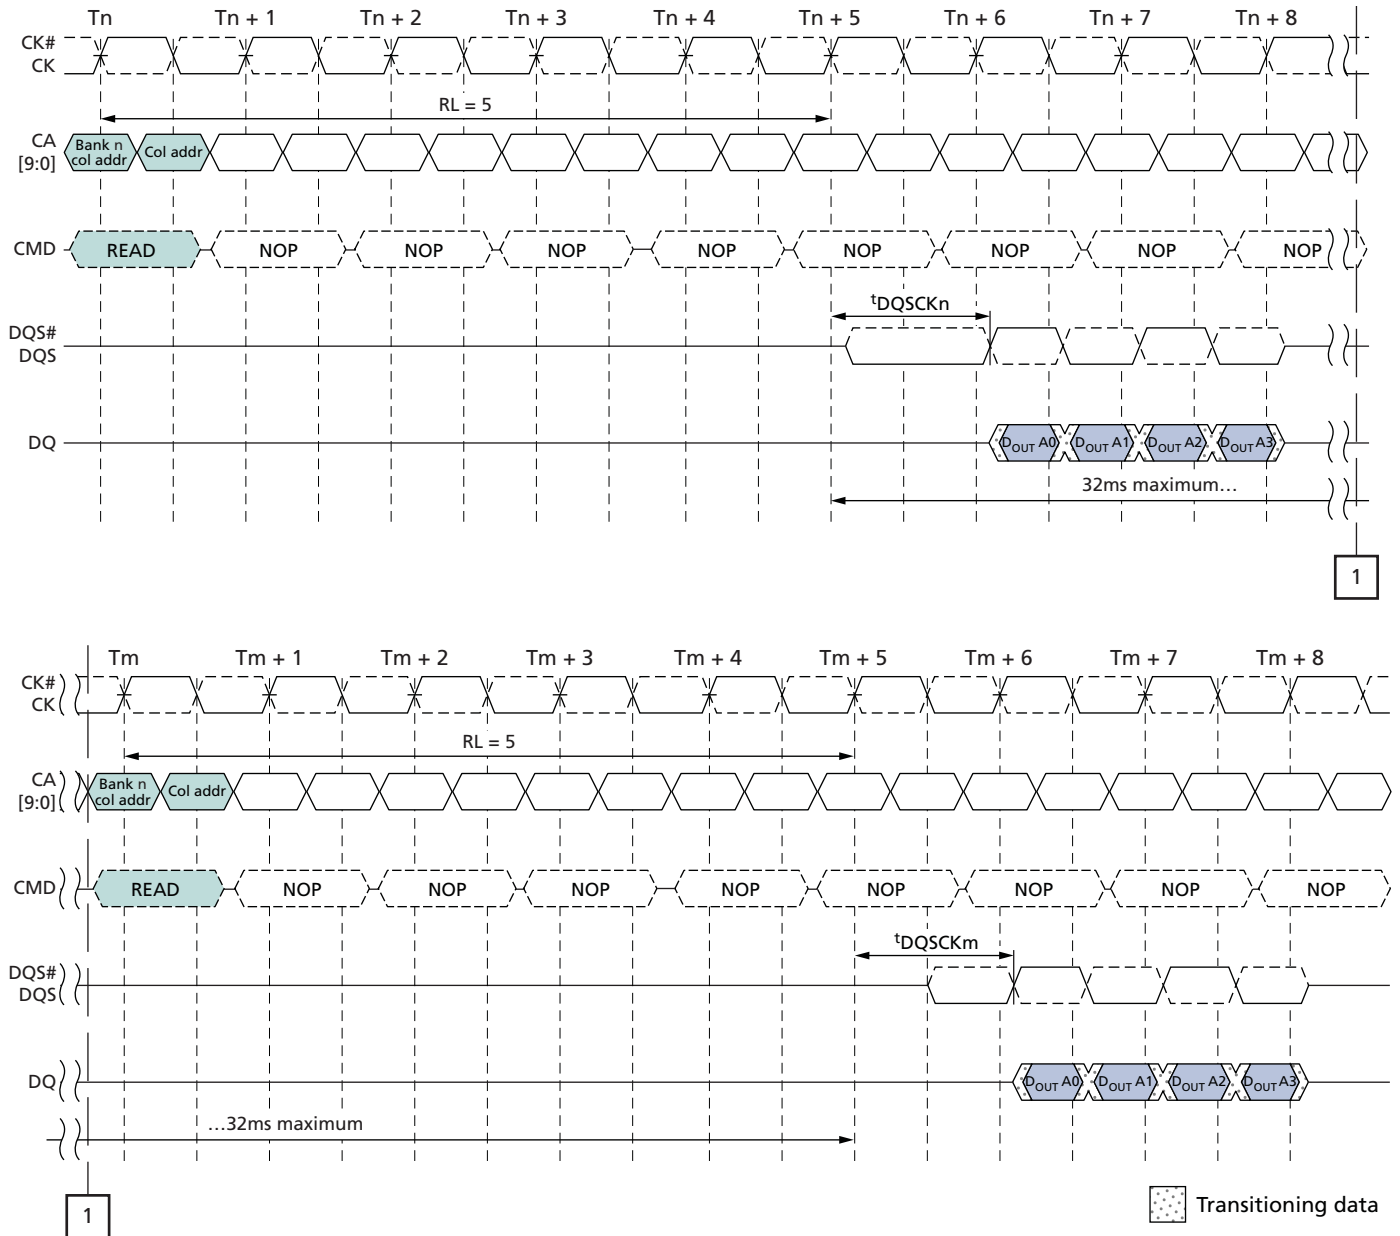 Tn Tn + 1 Tn + 2 Tn + 3 Tn + 4 Tn + 5 Tn + 6 Tn + 7 Tn + 8
CK#
CK
RL = 5
CA
[9:0]
Bank n
col addr
Col addr
CMD READ NOP NOP NOP NOP NOP NOP NOP NOP
tDQSCKn
DQS#
DQS
DQ DOUT A0 DOUT A1 DOUT A2 DOUT A3
32ms maximum…
1
Tm Tm + 1 Tm + 2 Tm + 3 Tm + 4 Tm + 5 Tm + 6 Tm + 7 Tm + 8
CK#
CK
RL = 5
CA
[9:0]
Bank n
col addr
Col addr
CMD READ NOP NOP NOP NOP NOP NOP NOP NOP
tDQSCKm
DQS#
DQS
DQ DOUT A0 DOUT A1 DOUT A2 DOUT A3
…32ms maximum
1
Transitioning data